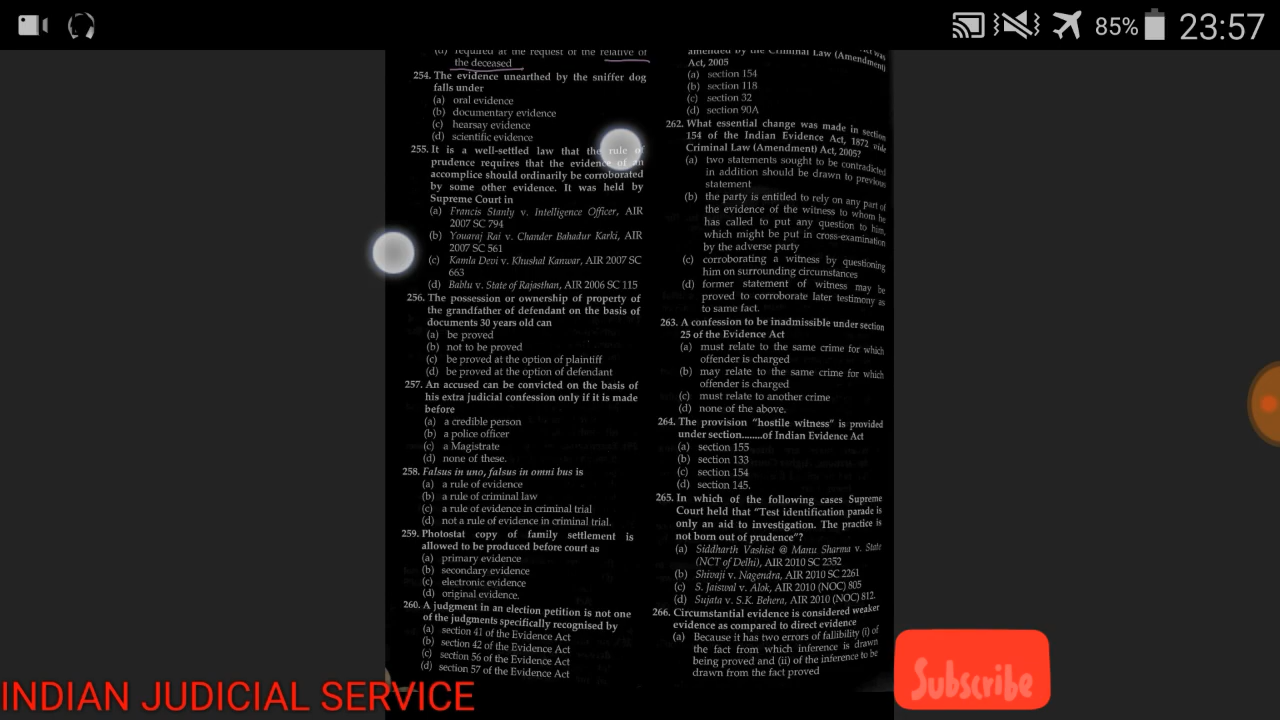 85% 23:57
(d) required at the request of the relative of
the deceased
254. The evidence unearthed by the sniffer dog
falls under
(a) oral evidence
(b) documentary evidence
(c) hearsay evidence
(d) scientific evidence
255. It is a well-settled law that the rule of
prudence requires that the evidence of an
accomplice should ordinarily be corroborated
by some other evidence. It was held by
Supreme Court in
(a) Francis Stanly v. Intelligence Officer, AIR
2007 SC 794
(b) Youaraj Rai v. Chander Bahadur Karki, AIR
2007 SC 561
(c) Kamla Devi v. Khushal Kanwar, AIR 2007 SC
663
(d) Bablu v. State of Rajasthan, AIR 2006 SC 115
256. The possession or ownership of property of
the grandfather of defendant on the basis of
documents 30 years old can
(a) be proved
(b) not to be proved
(c) be proved at the option of plaintiff
(d) be proved at the option of defendant
257. An accused can be convicted on the basis of
his extra judicial confession only if it is made
before
(a) a credible person
(b) a police officer
(c) a Magistrate
(d) none of these.
258. Falsus in uno, falsus in omni bus is
(a) a rule of evidence
(b) a rule of criminal law
(c) a rule of evidence in criminal trial
(d) not a rule of evidence in criminal trial.
259. Photostat copy of family settlement is
allowed to be produced before court as
(a) primary evidence
(b) secondary evidence
(c) electronic evidence
(d) original evidence.
260. A judgment in an election petition is not one
of the judgments specifically recognised by
(a) section 41 of the Evidence Act
(b) section 42 of the Evidence Act
(c) section 56 of the Evidence Act
(d) section 57 of the Evidence Act
amended by the Criminal Law (Amendment)
Act, 2005
(a) section 154
(b) section 118
(c) section 32
(d) section 90A
262. What essential change was made in section
154 of the Indian Evidence Act, 1872 vide
Criminal Law (Amendment) Act, 2005?
(a) two statements sought to be contradicted
in addition should be drawn to previous
statement
(b) the party is entitled to rely on any part of
the evidence of the witness to whom he
has called to put any question to him,
which might be put in cross-examination
by the adverse party
(c) corroborating a witness by questioning
him on surrounding circumstances
(d) former statement of witness may be
proved to corroborate later testimony as
to same fact.
263. A confession to be inadmissible under section
25 of the Evidence Act
(a) must relate to the same crime for which
offender is charged
(b) may relate to the same crime for which
offender is charged
(c) must relate to another crime
(d) none of the above.
264. The provision "hostile witness" is provided
under section........of Indian Evidence Act
(a) section 155
(b) section 133
(c) section 154
(d) section 145.
265. In which of the following cases Supreme
Court held that "Test identification parade is
only an aid to investigation. The practice is
not born out of prudence"?
(a) Siddharth Vashist @ Manu Sharma v. State
(NCT of Delhi), AIR 2010 SC 2352
(b) Shivaji v. Nagendra, AIR 2010 SC 2261
(c) S. Jaiswal v. Alok, AIR 2010 (NOC) 805
(d) Sujata v. S.K. Behera, AIR 2010 (NOC) 812.
266. Circumstantial evidence is considered weaker
evidence as compared to direct evidence
(a) Because it has two errors of fallibility (i) of
the fact from which inference is drawn
being proved and (ii) of the inference to be
drawn from the fact proved
INDIAN JUDICIAL SERVICE
Subscribe